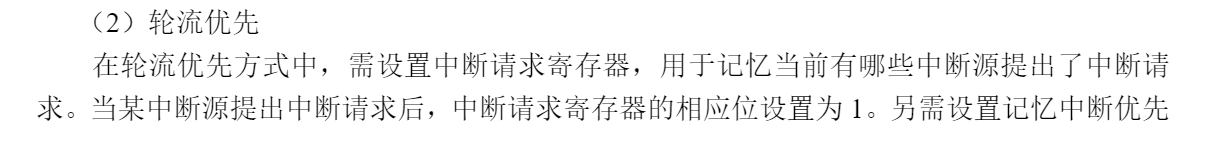 （2）轮流优先
在轮流优先方式中，需设置中断请求寄存器，用于记忆当前有哪些中断源提出了中断请
求。当某中断源提出中断请求后，中断请求寄存器的相应位设置为 1。另需设置记忆中断优先